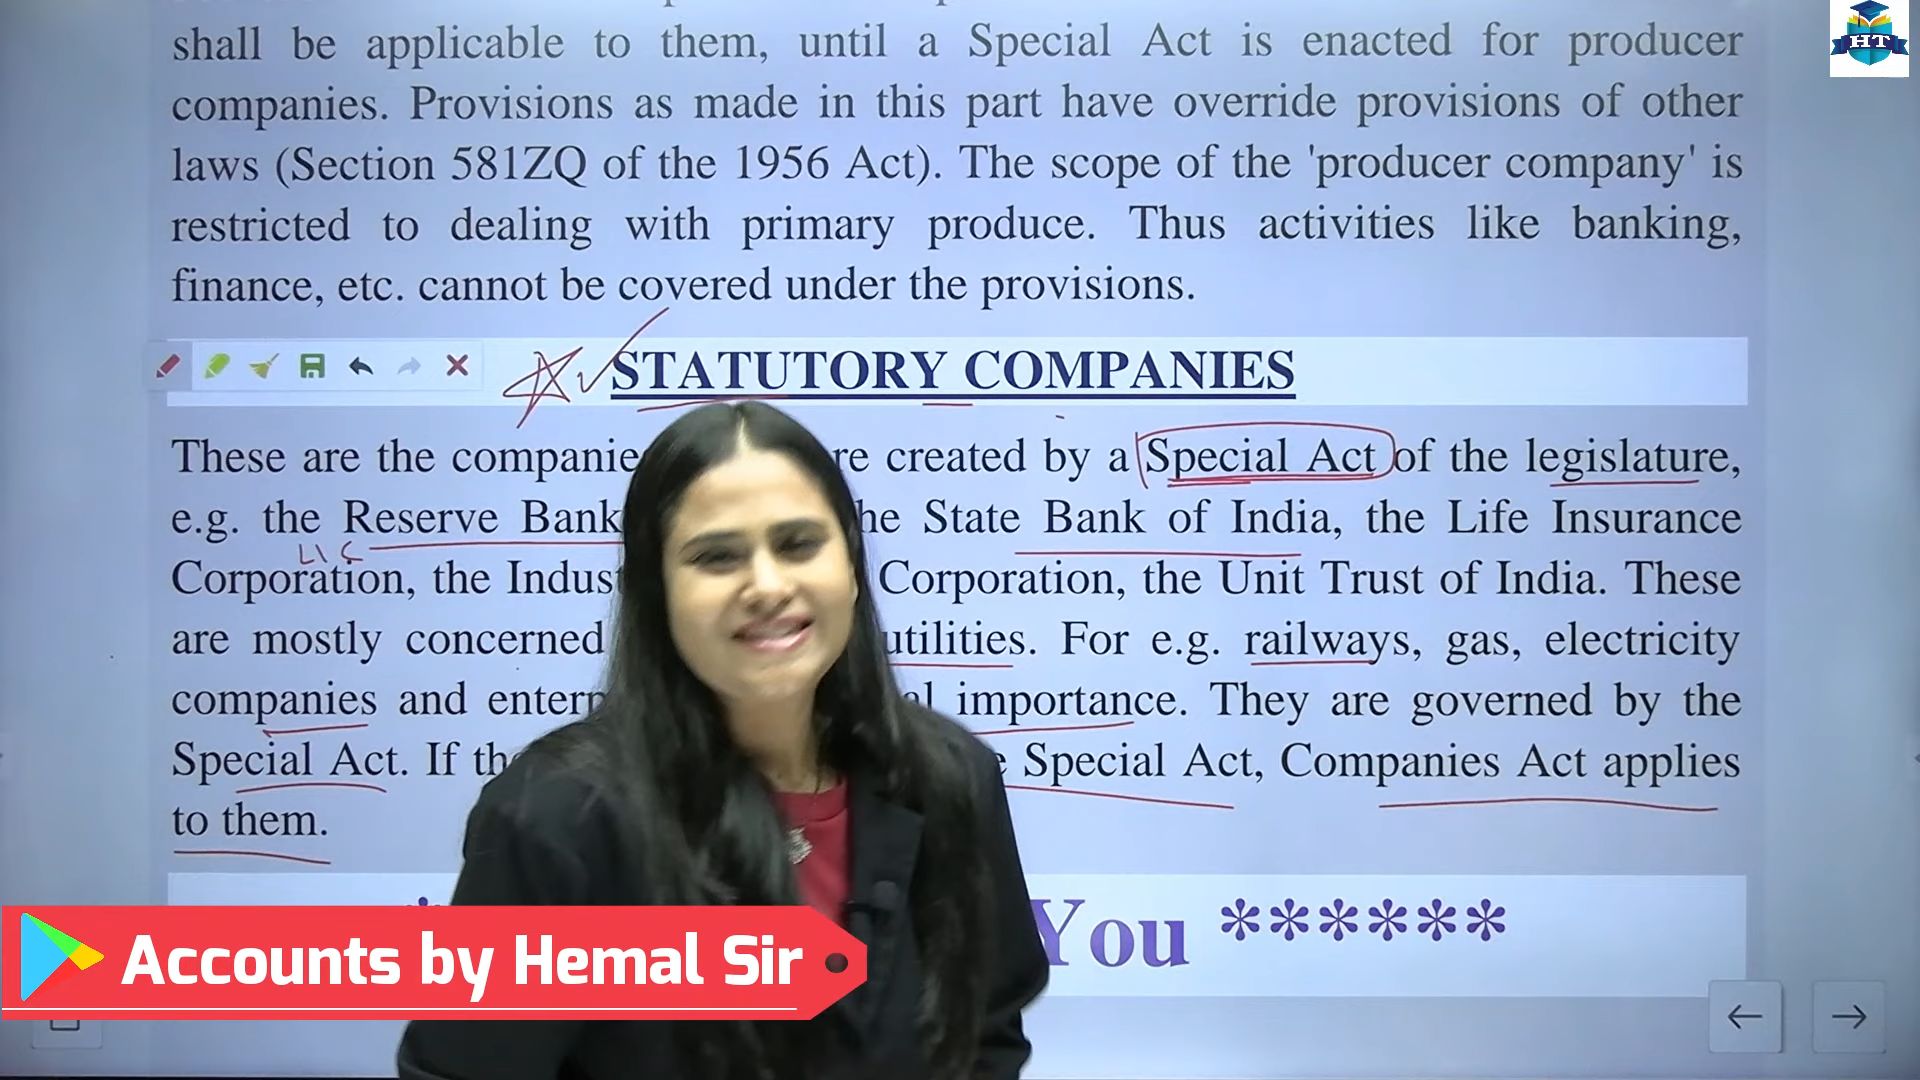 shall be applicable to them, until a Special Act is enacted for producer
companies. Provisions as made in this part have override provisions of other
laws (Section 581ZQ of the 1956 Act). The scope of the 'producer company' is
restricted to dealing with primary produce. Thus activities like banking,
finance, etc. cannot be covered under the provisions.
STATUTORY COMPANIES
These are the companie re created by a Special Act of the legislature,
e.g. the Reserve Bank he State Bank of India, the Life Insurance
LIC
Corporation, the Indust Corporation, the Unit Trust of India. These
are mostly concerned utilities. For e.g. railways, gas, electricity
companies and enterp al importance. They are governed by the
Special Act. If th e Special Act, Companies Act applies
to them.
You ******
Accounts by Hemal Sir
HT